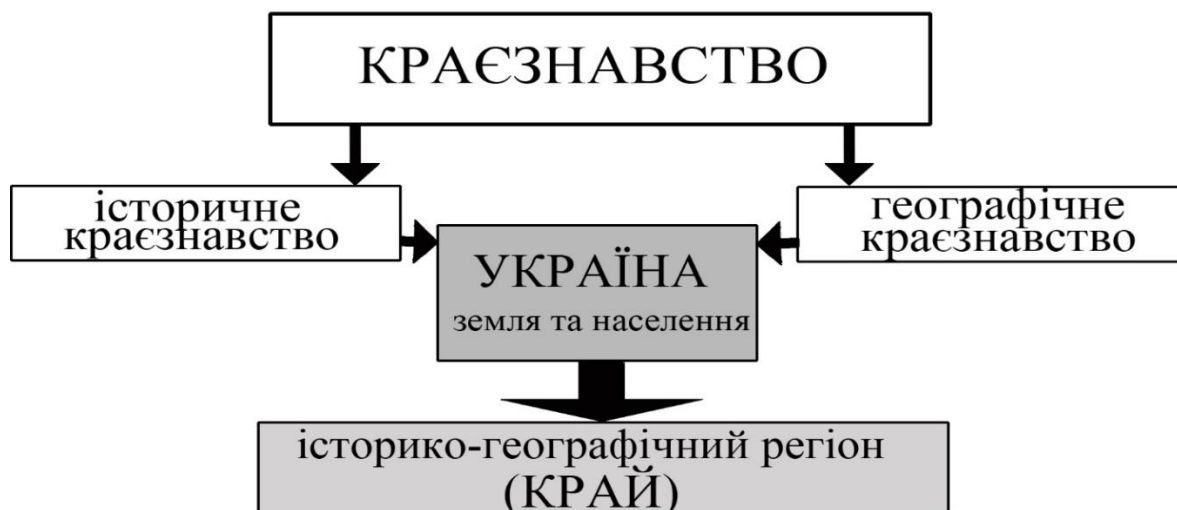 КРАЄЗНАВСТВО
історичне
краєзнавство
географічне
краєзнавство
УКРАЇНА
земля та населення
історико-географічний регіон
(КРАЙ)